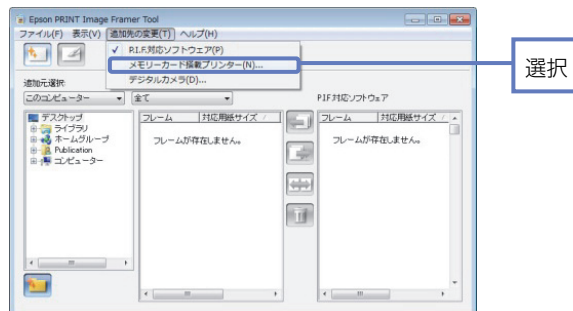 Epson PRINT Image Framer Tool
ファイル(F) 表示(V) 追加先の変更(T) ヘルプ(H)
✓ P.I.F.対応ソフトウェア(P)
メモリーカード搭載プリンター(N)...
デジタルカメラ(D)...
選択
追加元選択:
このコンピューター 全て P.I.F対応ソフトウェア
デスクトップ
ライブラリ
ホームグループ
Publication
コンピューター
フレーム 対応用紙サイズ
フレームが存在しません。
フレーム 対応用紙サイズ
フレームが存在しません。